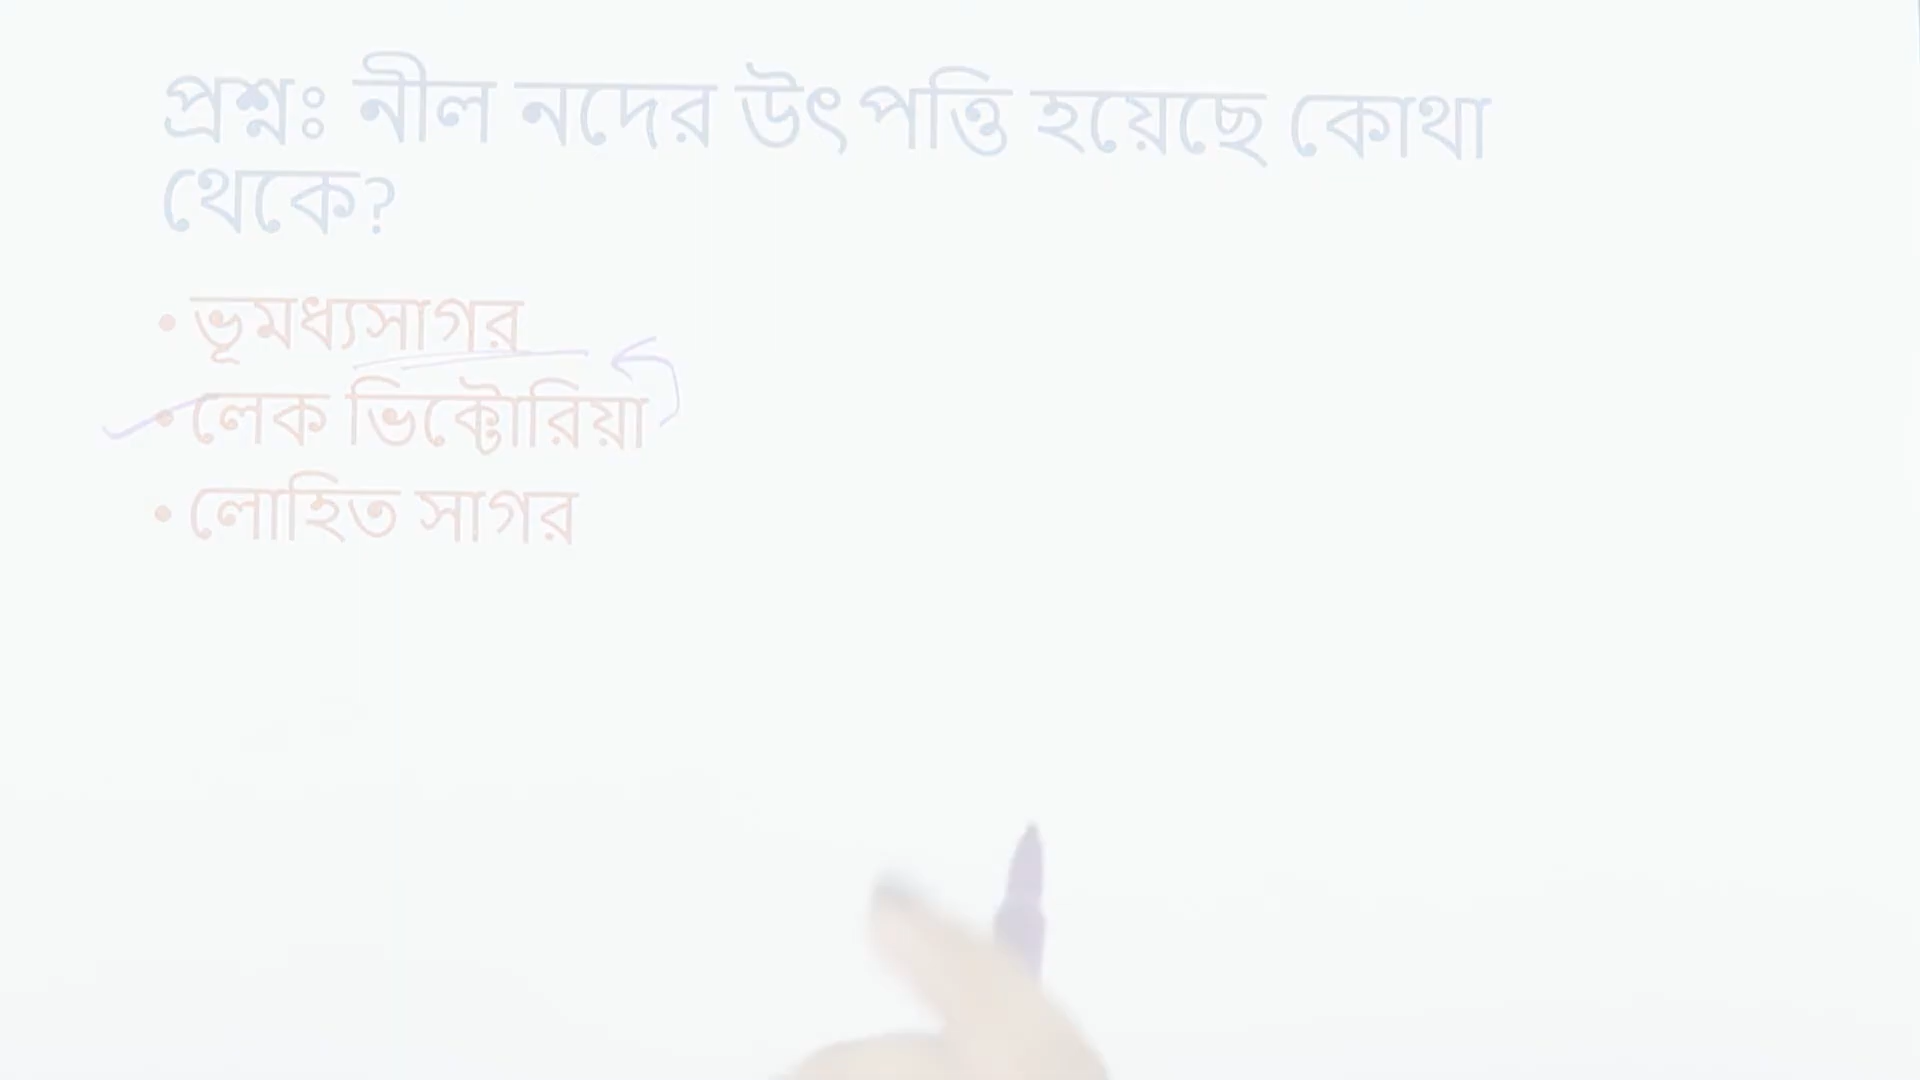 প্রশ্নঃ নীল নদের উৎপত্তি হয়েছে কোথা
থেকে?
• ভূমধ্যসাগর
• লেক ভিক্টোরিয়া
• লোহিত সাগর